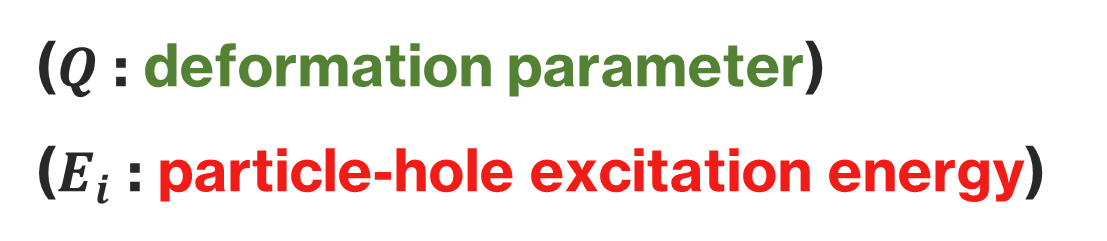 (Q : deformation parameter)
(Eᵢ : particle-hole excitation energy)